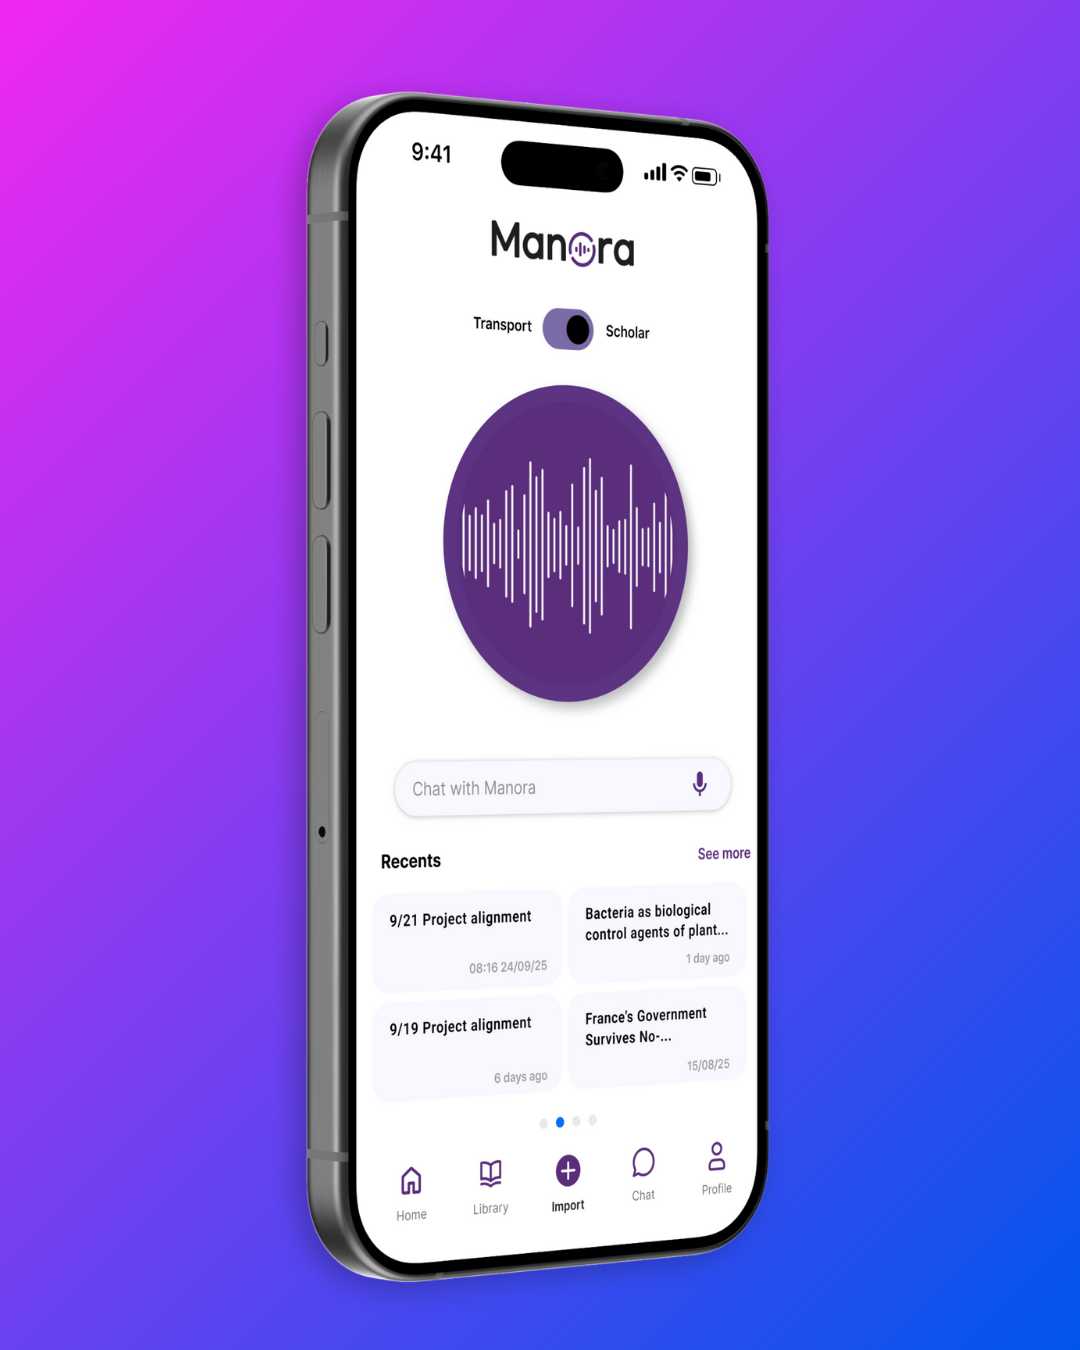 9:41
Manora
Transport
Scholar
Chat with Manora
Recents
See more
9/21 Project alignment
08:16 24/09/25
Bacteria as biological
control agents of plant...
1 day ago
9/19 Project alignment
6 days ago
France's Government
Survives No-...
15/08/25
Home
Library
Import
Chat
Profile